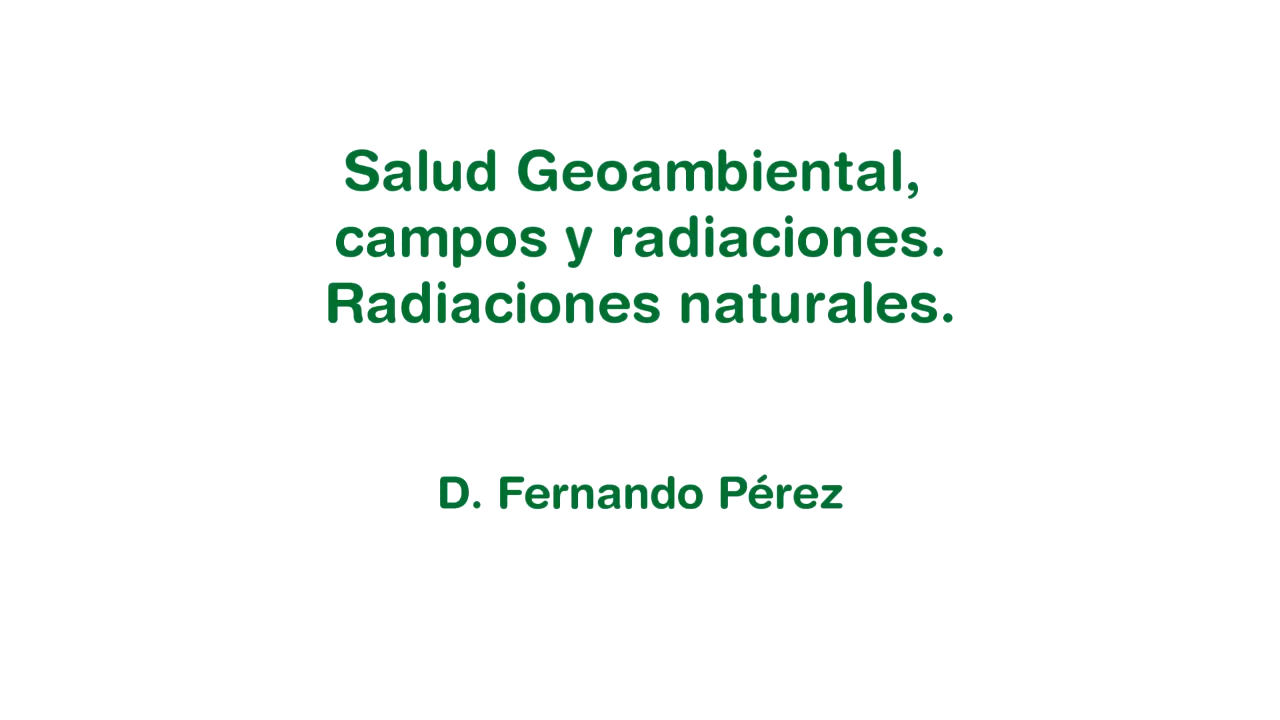 Salud Geoambiental,
campos y radiaciones.
Radiaciones naturales.
D. Fernando Pérez